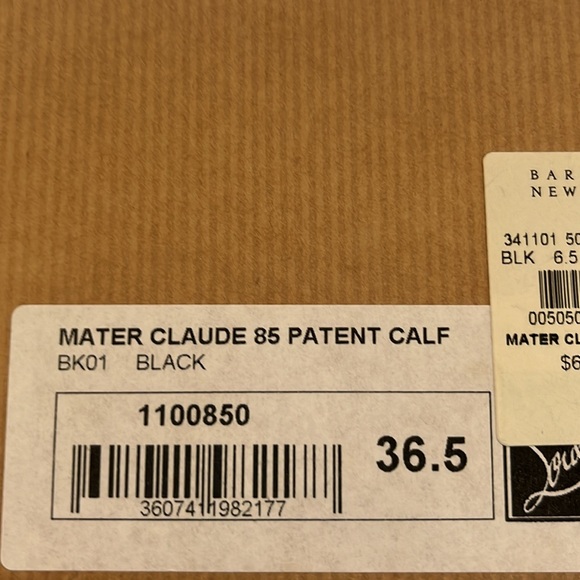 BAR
NEW
341101 50
BLK 6.5
005050
MATER CL
$6
MATER CLAUDE 85 PATENT CALF
BK01 BLACK
1100850
36.5
3607411982177